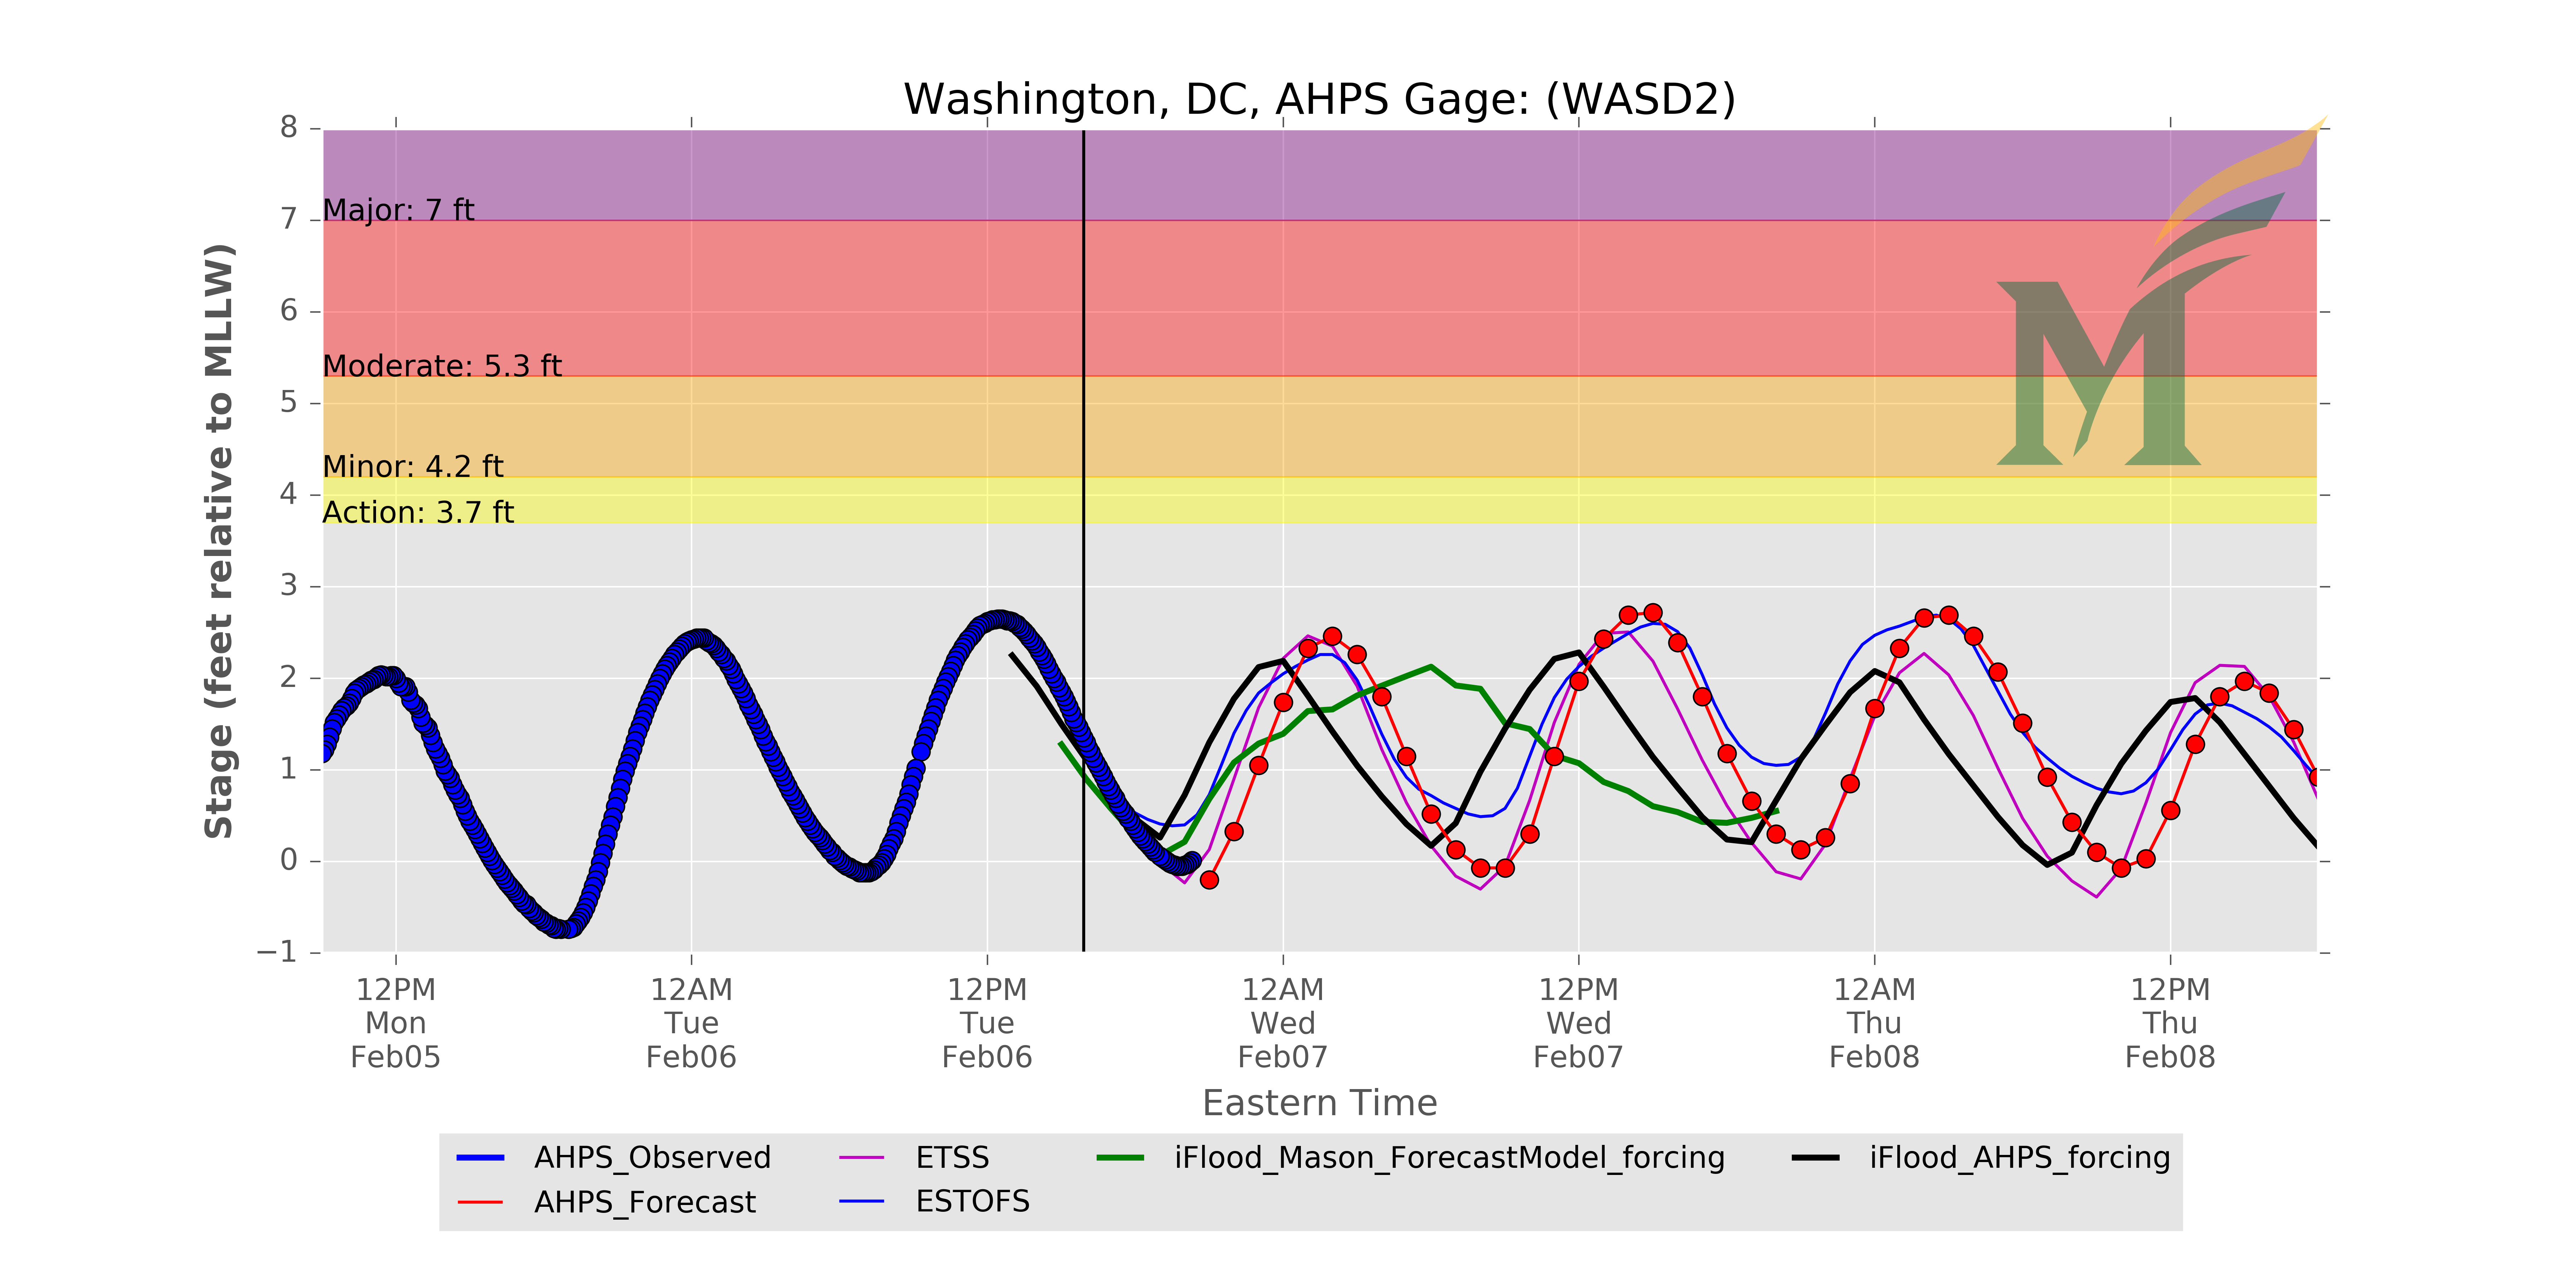 Washington, DC, AHPS Gage: (WASD2)
Stage (feet relative to MLLW)
8
7
6
5
4
3
2
1
0
−1
Major: 7 ft
Moderate: 5.3 ft
Minor: 4.2 ft
Action: 3.7 ft
M
12PM Mon Feb05
12AM Tue Feb06
12PM Tue Feb06
12AM Wed Feb07
12PM Wed Feb07
12AM Thu Feb08
12PM Thu Feb08
Eastern Time
AHPS_Observed
AHPS_Forecast
ETSS
ESTOFS
iFlood_Mason_ForecastModel_forcing
iFlood_AHPS_forcing